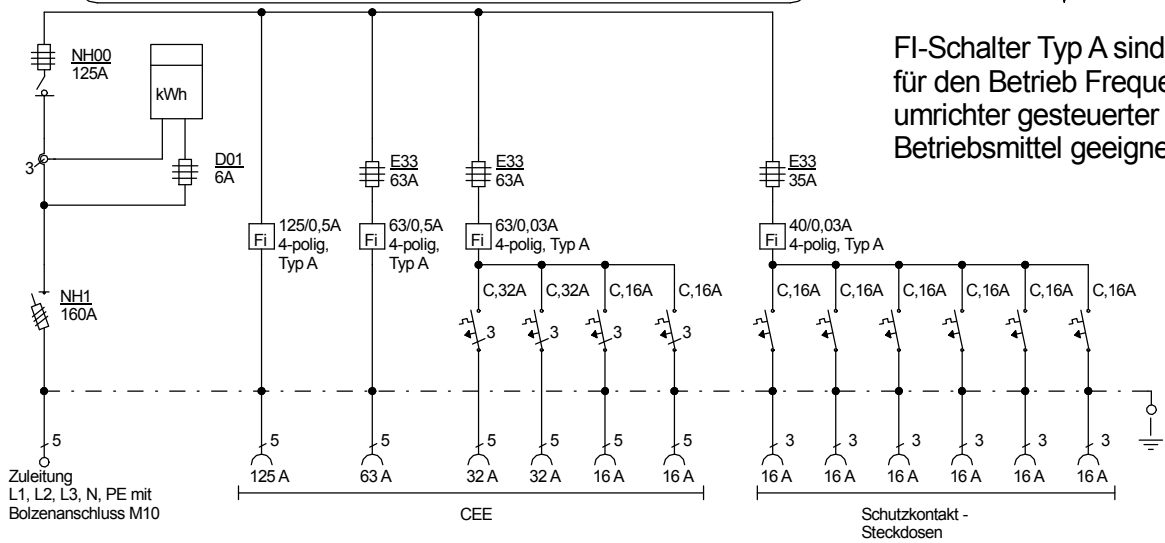 NH00
125A
kWh
3
D01
6A
NH1
160A
FI-Schalter Typ A sind
für den Betrieb Freque
umrichter gesteuerter
Betriebsmittel geeigne
E33
63A
E33
63A
E33
35A
Fi
125/0,5A
4-polig,
Typ A
Fi
63/0,5A
4-polig,
Typ A
Fi
63/0,03A
4-polig, Typ A
Fi
40/0,03A
4-polig, Typ A
C,32A C,32A C,16A C,16A C,16A C,16A C,16A C,16A C,16A C,16A
3 3 3 3
5 5 5 5 5 5 5 3 3 3 3 3 3
125 A 63 A 32 A 32 A 16 A 16 A 16 A 16 A 16 A 16 A 16 A 16 A
Zuleitung
L1, L2, L3, N, PE mit
Bolzenanschluss M10
CEE
Schutzkontakt -
Steckdosen